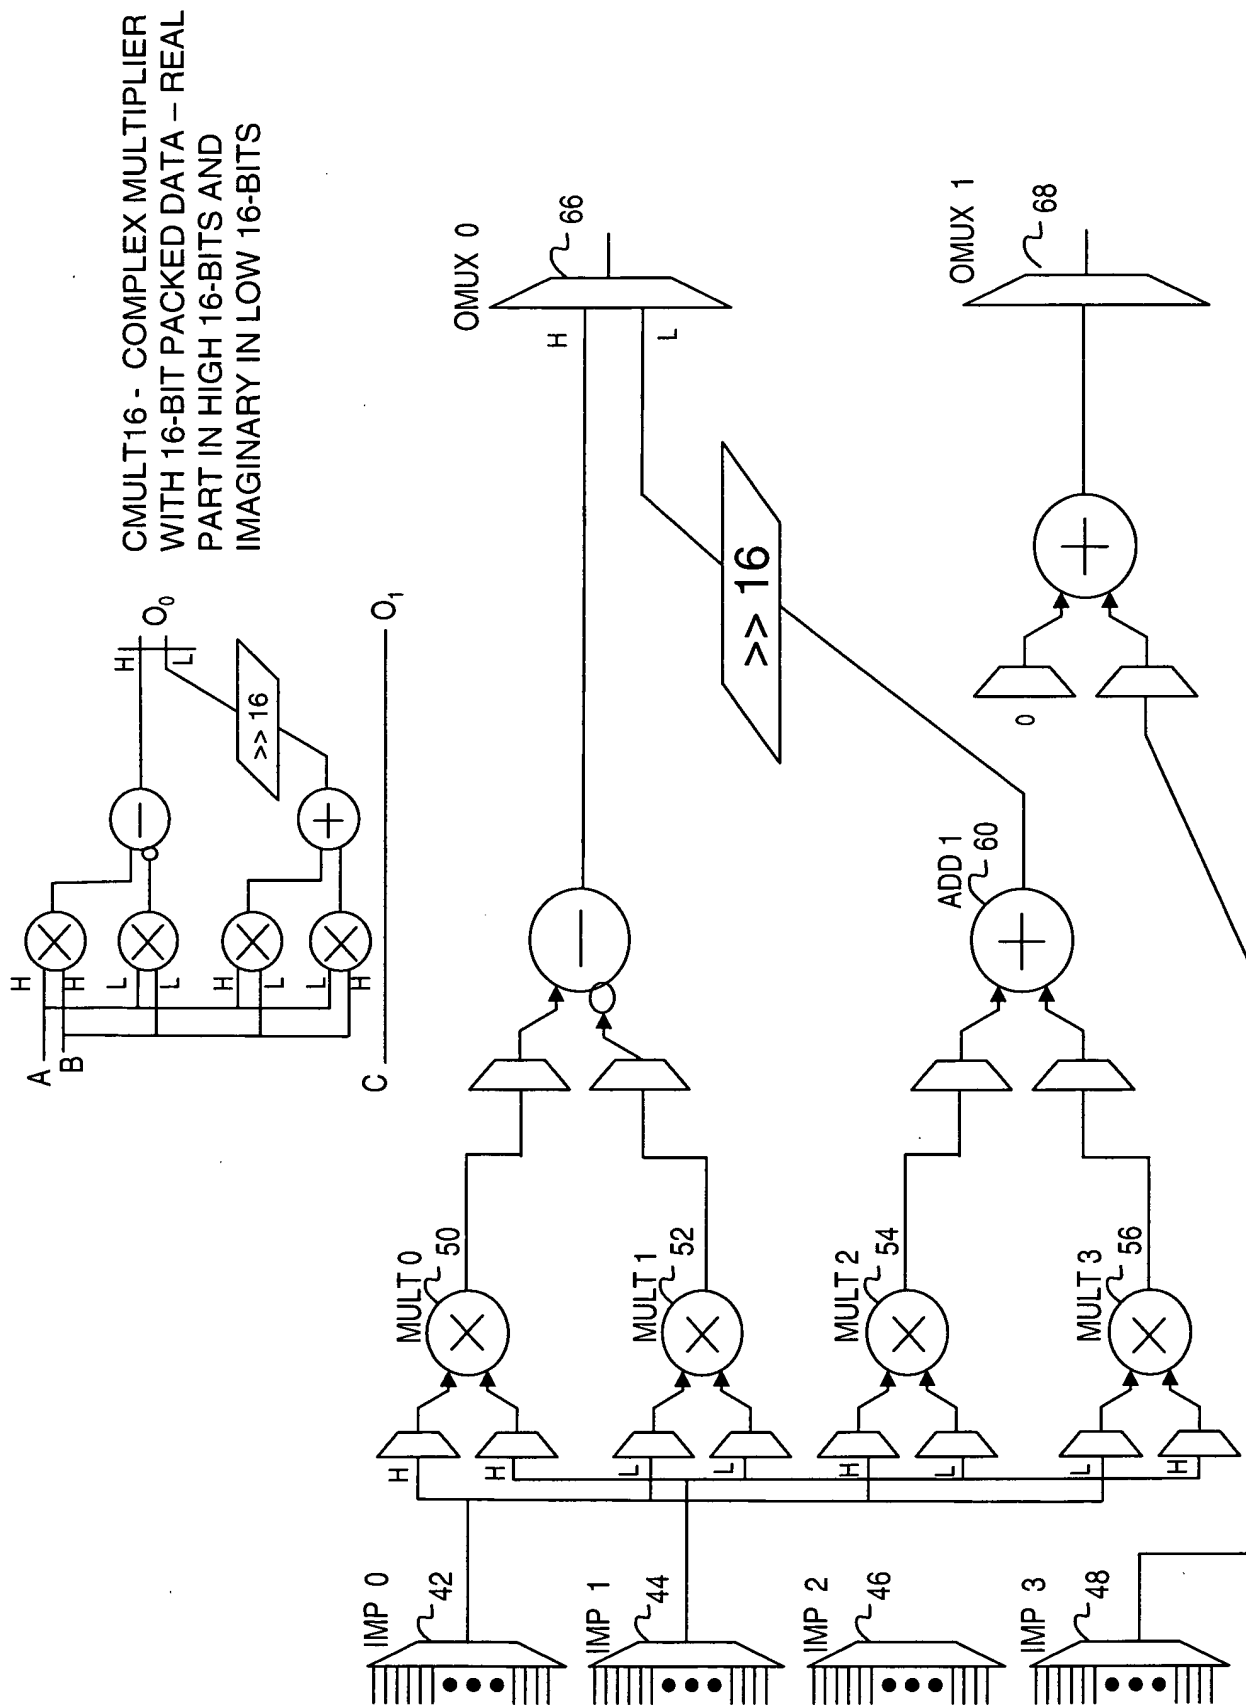 CMULT16 - COMPLEX MULTIPLIER
WITH 16-BIT PACKED DATA – REAL
PART IN HIGH 16-BITS AND
IMAGINARY IN LOW 16-BITS
A
B
H
H
L
L
H
L
L
H
>> 16
H
L
O0
C
O1
IMP 0
42
IMP 1
44
IMP 2
46
IMP 3
48
H
H
L
L
H
L
L
H
MULT 0
50
MULT 1
52
MULT 2
54
MULT 3
56
ADD 1
60
>> 16
H
L
OMUX 0
66
0
OMUX 1
68